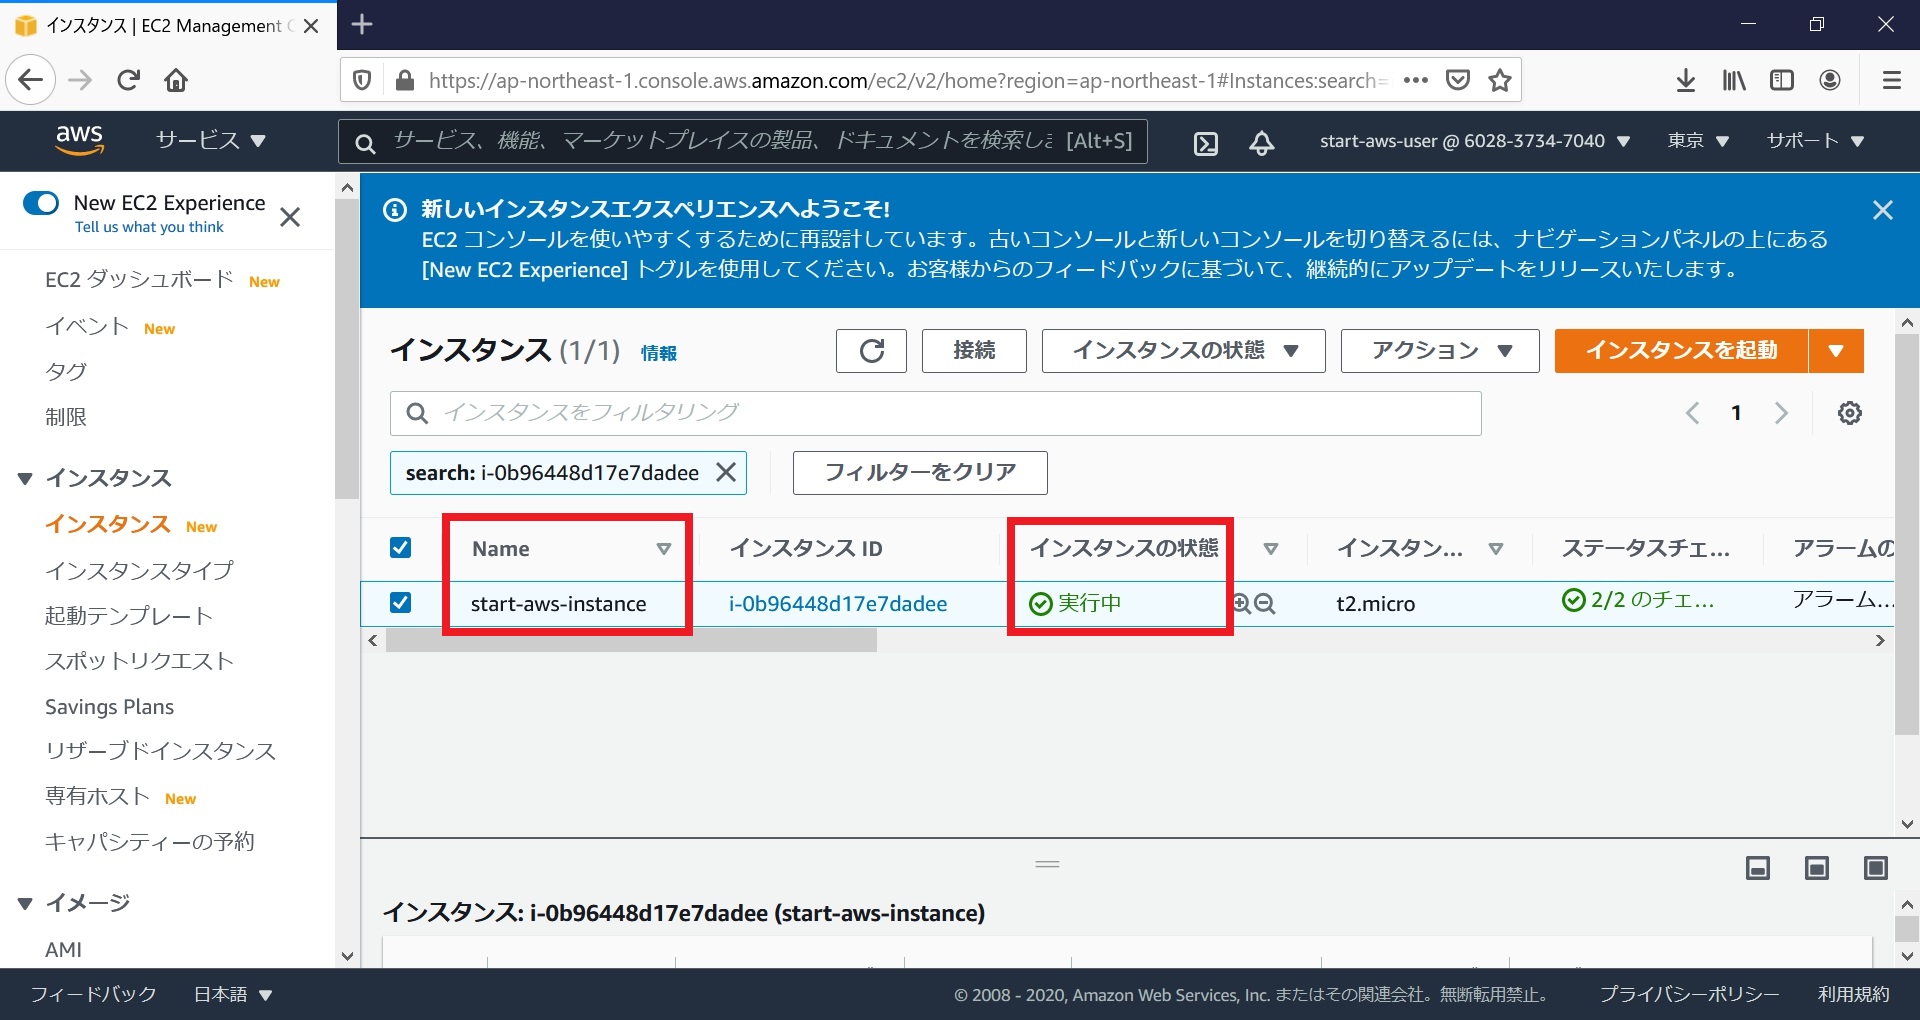 インスタンス | EC2 Management C
https://ap-northeast-1.console.aws.amazon.com/ec2/v2/home?region=ap-northeast-1#Instances:search=
aws
サービス
サービス、機能、マーケットプレイスの製品、ドキュメントを検索しま [Alt+S]
start-aws-user @ 6028-3734-7040
東京
サポート
New EC2 Experience
Tell us what you think
EC2 ダッシュボード New
イベント New
タグ
制限
インスタンス
インスタンス New
インスタンスタイプ
起動テンプレート
スポットリクエスト
Savings Plans
リザーブドインスタンス
専有ホスト New
キャパシティーの予約
イメージ
AMI
新しいインスタンスエクスペリエンスへようこそ!
EC2 コンソールを使いやすくするために再設計しています。古いコンソールと新しいコンソールを切り替えるには、ナビゲーションパネルの上にある
[New EC2 Experience] トグルを使用してください。お客様からのフィードバックに基づいて、継続的にアップデートをリリースいたします。
インスタンス (1/1) 情報
接続
インスタンスの状態
アクション
インスタンスを起動
インスタンスをフィルタリング
1
search: i-0b96448d17e7dadee
フィルターをクリア
Name インスタンス ID インスタンスの状態 インスタン... ステータスチェ... アラームの
start-aws-instance i-0b96448d17e7dadee 実行中 t2.micro 2/2 のチェ... アラーム...
インスタンス: i-0b96448d17e7dadee (start-aws-instance)
フィードバック 日本語 © 2008 - 2020, Amazon Web Services, Inc. またはその関連会社。無断転用禁止。 プライバシーポリシー 利用規約